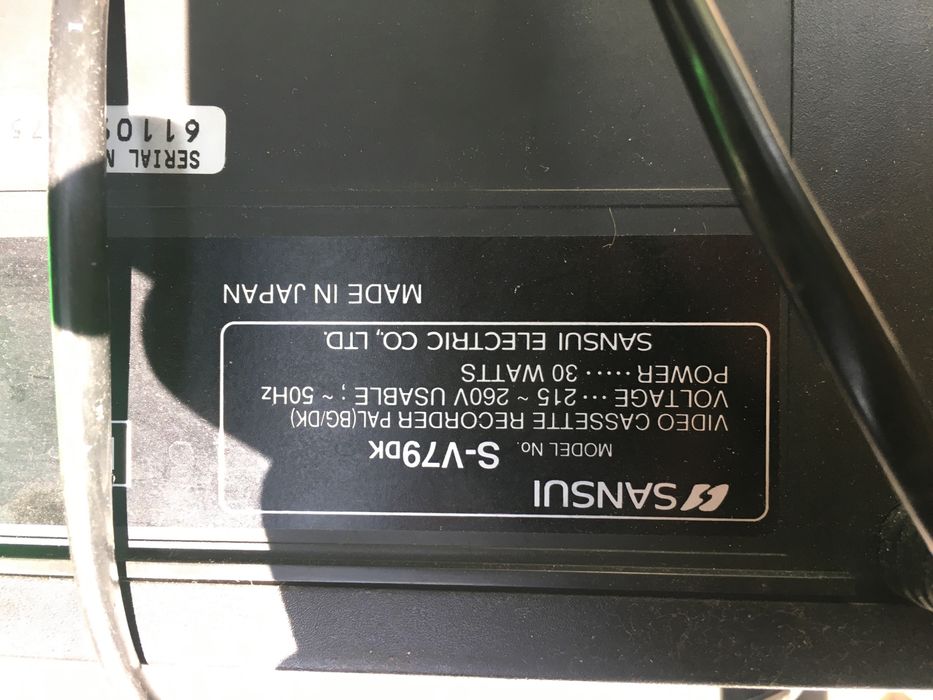 SANSUI
MODEL No. S-V79DK
VIDEO CASSETTE RECORDER PAL(BG/DK)
VOLTAGE ··· 215 ~ 260V USABLE ; ~ 50Hz
POWER ····· 30 WATTS
SANSUI ELECTRIC CO., LTD.
MADE IN JAPAN
SERIAL
6110